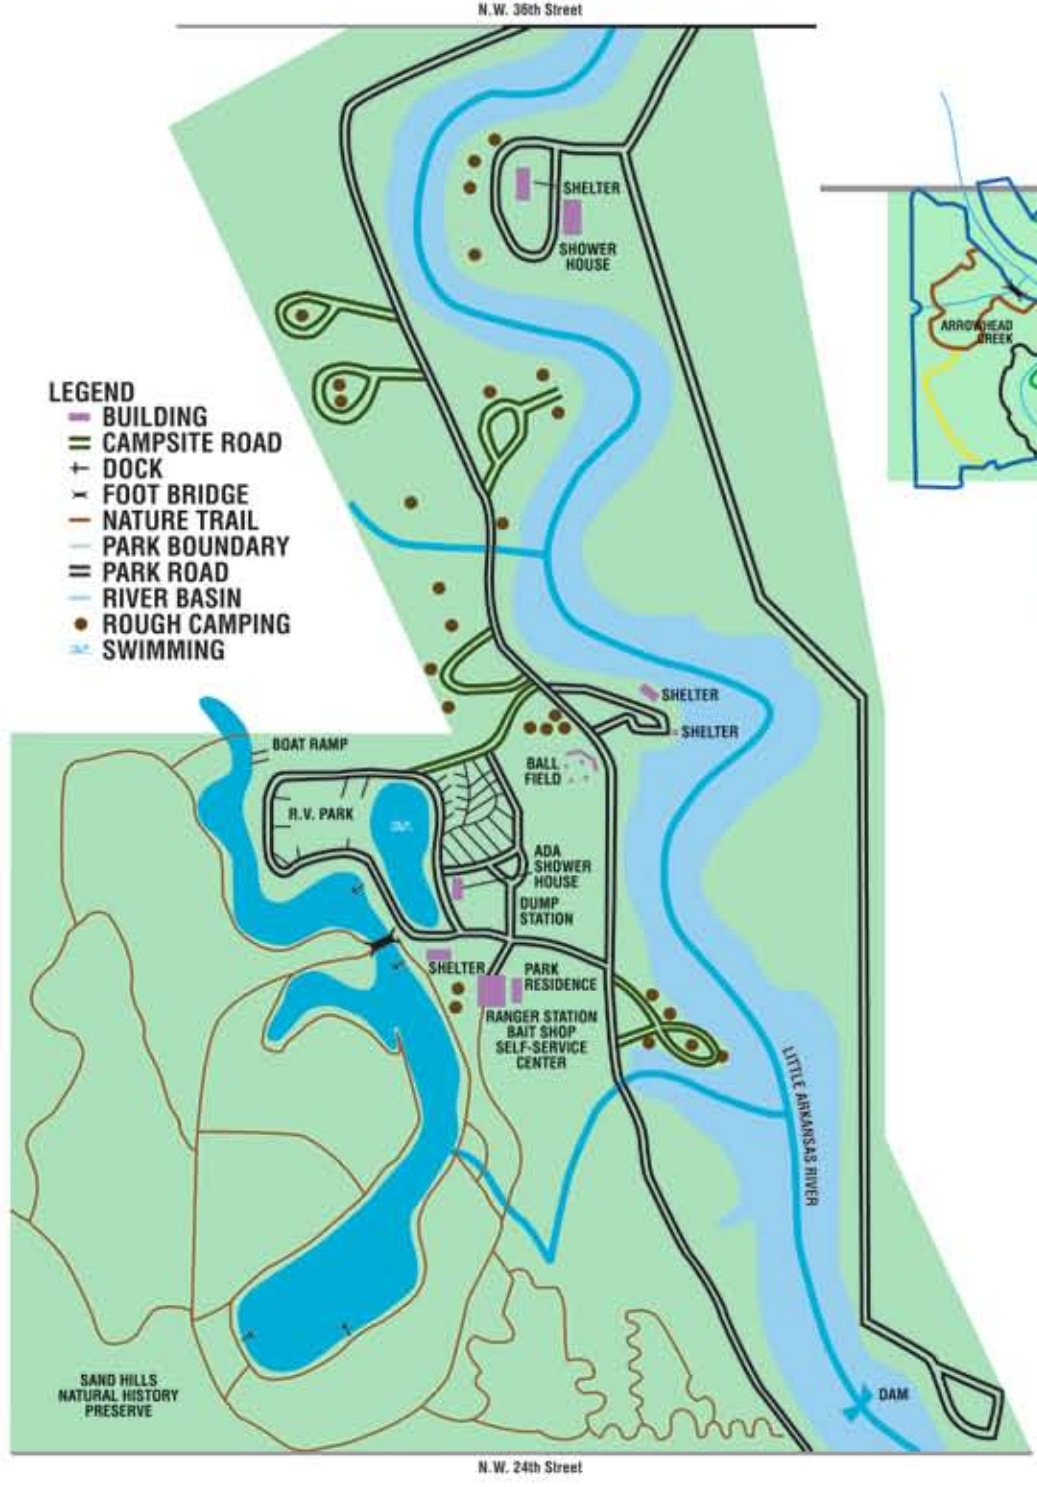 N.W. 36th Street
SHELTER
SHOWER
HOUSE
ARROWHEAD
CREEK
LEGEND
BUILDING
CAMPSITE ROAD
DOCK
FOOT BRIDGE
NATURE TRAIL
PARK BOUNDARY
PARK ROAD
RIVER BASIN
ROUGH CAMPING
SWIMMING
SHELTER
SHELTER
BOAT RAMP
BALL
FIELD
R.V. PARK
ADA
SHOWER
HOUSE
DUMP
STATION
SHELTER
PARK
RESIDENCE
RANGER STATION
BAIT SHOP
SELF-SERVICE
CENTER
LITTLE ARKANSAS RIVER
SAND HILLS
NATURAL HISTORY
PRESERVE
DAM
N.W. 24th Street